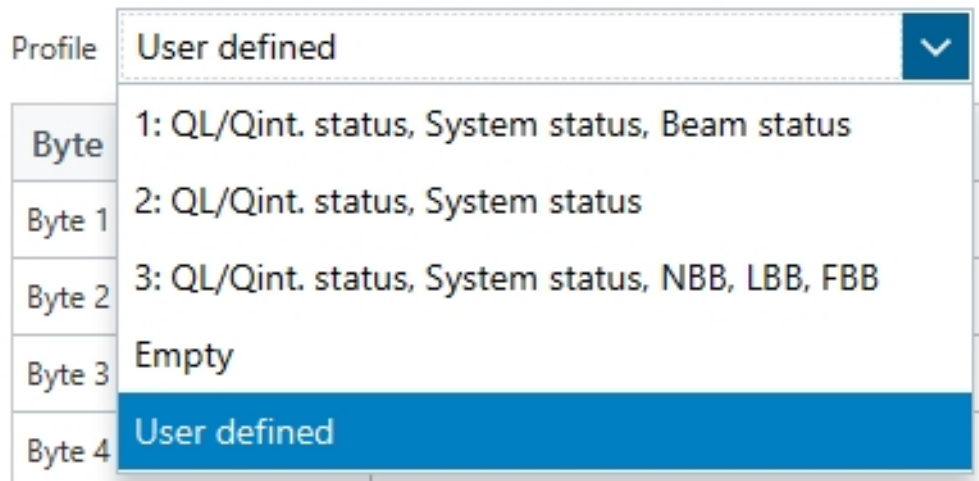 Profile User defined
1: QL/Qint. status, System status, Beam status
Byte
2: QL/Qint. status, System status
Byte 1
3: QL/Qint. status, System status, NBB, LBB, FBB
Byte 2
Empty
Byte 3
User defined
Byte 4